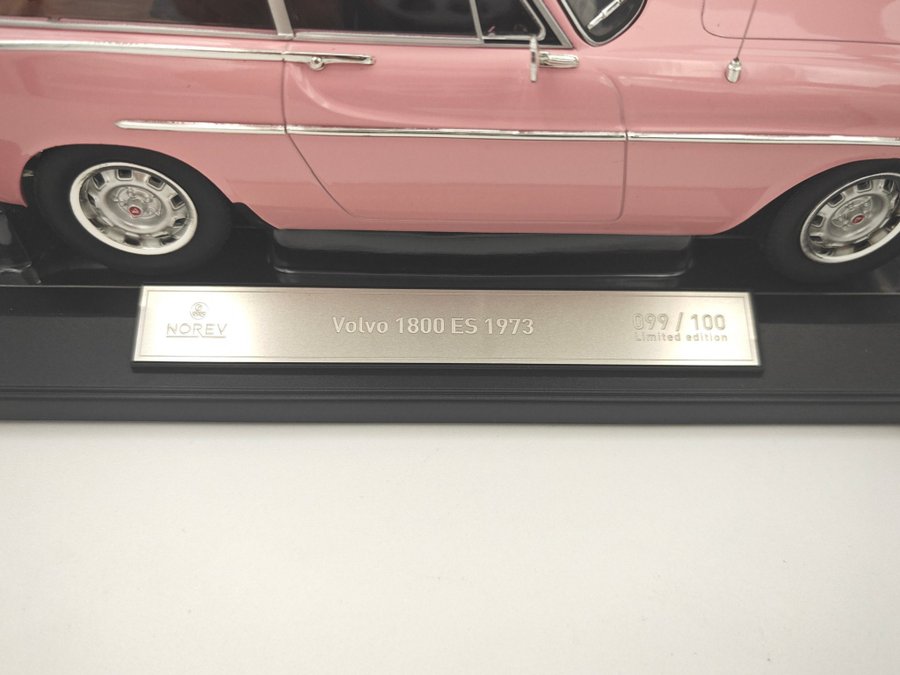 NOREV
Volvo 1800 ES 1973
099 / 100
Limited edition